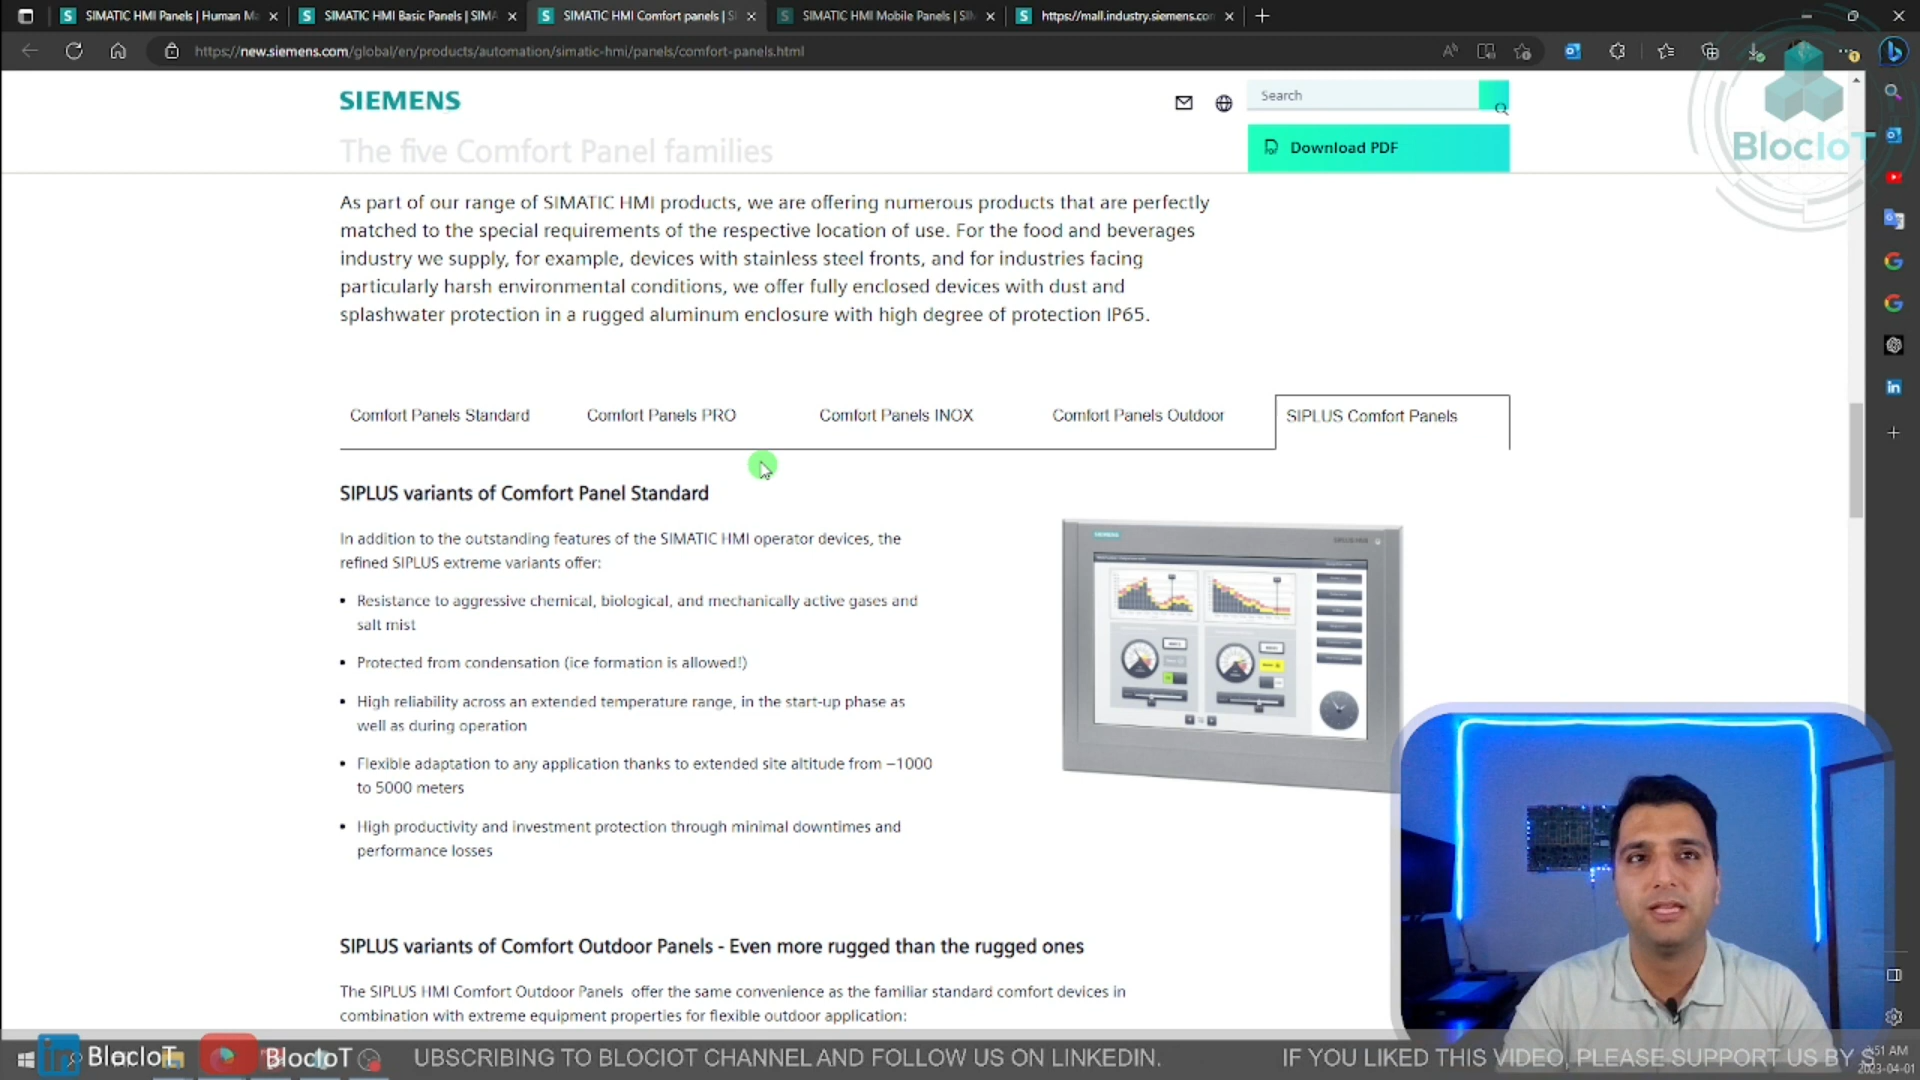 SIMATIC HMI Panels | Human Ma
SIMATIC HMI Basic Panels | SIMA
SIMATIC HMI Comfort panels | S
SIMATIC HMI Mobile Panels | SIM
https://mall.industry.siemens.com
https://new.siemens.com/global/en/products/automation/simatic-hmi/panels/comfort-panels.html
SIEMENS
Search
The five Comfort Panel families
Download PDF
BlocIoT
As part of our range of SIMATIC HMI products, we are offering numerous products that are perfectly
matched to the special requirements of the respective location of use. For the food and beverages
industry we supply, for example, devices with stainless steel fronts, and for industries facing
particularly harsh environmental conditions, we offer fully enclosed devices with dust and
splashwater protection in a rugged aluminum enclosure with high degree of protection IP65.
Comfort Panels Standard
Comfort Panels PRO
Comfort Panels INOX
Comfort Panels Outdoor
SIPLUS Comfort Panels
SIPLUS variants of Comfort Panel Standard
In addition to the outstanding features of the SIMATIC HMI operator devices, the
refined SIPLUS extreme variants offer:
• Resistance to aggressive chemical, biological, and mechanically active gases and
salt mist
• Protected from condensation (ice formation is allowed!)
• High reliability across an extended temperature range, in the start-up phase as
well as during operation
• Flexible adaptation to any application thanks to extended site altitude from –1000
to 5000 meters
• High productivity and investment protection through minimal downtimes and
performance losses
SIEMENS
SIPLUS variants of Comfort Outdoor Panels - Even more rugged than the rugged ones
The SIPLUS HMI Comfort Outdoor Panels offer the same convenience as the familiar standard comfort devices in
combination with extreme equipment properties for flexible outdoor application:
in BlocIoT
BlocIoT
UBSCRIBING TO BLOCIOT CHANNEL AND FOLLOW US ON LINKEDIN.
IF YOU LIKED THIS VIDEO, PLEASE SUPPORT US BY S
:51 AM
2023-04-01